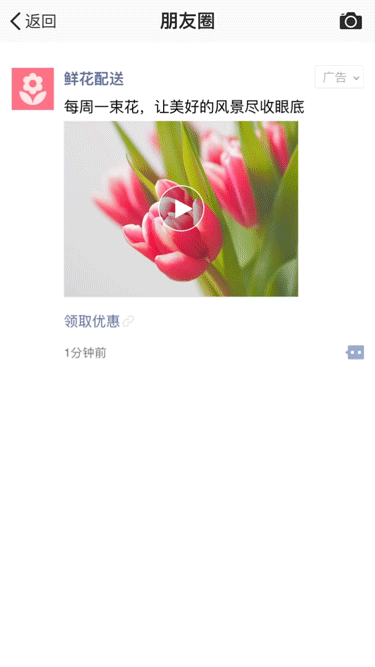 返回
朋友圈
鲜花配送
广告
每周一束花，让美好的风景尽收眼底
领取优惠
1分钟前